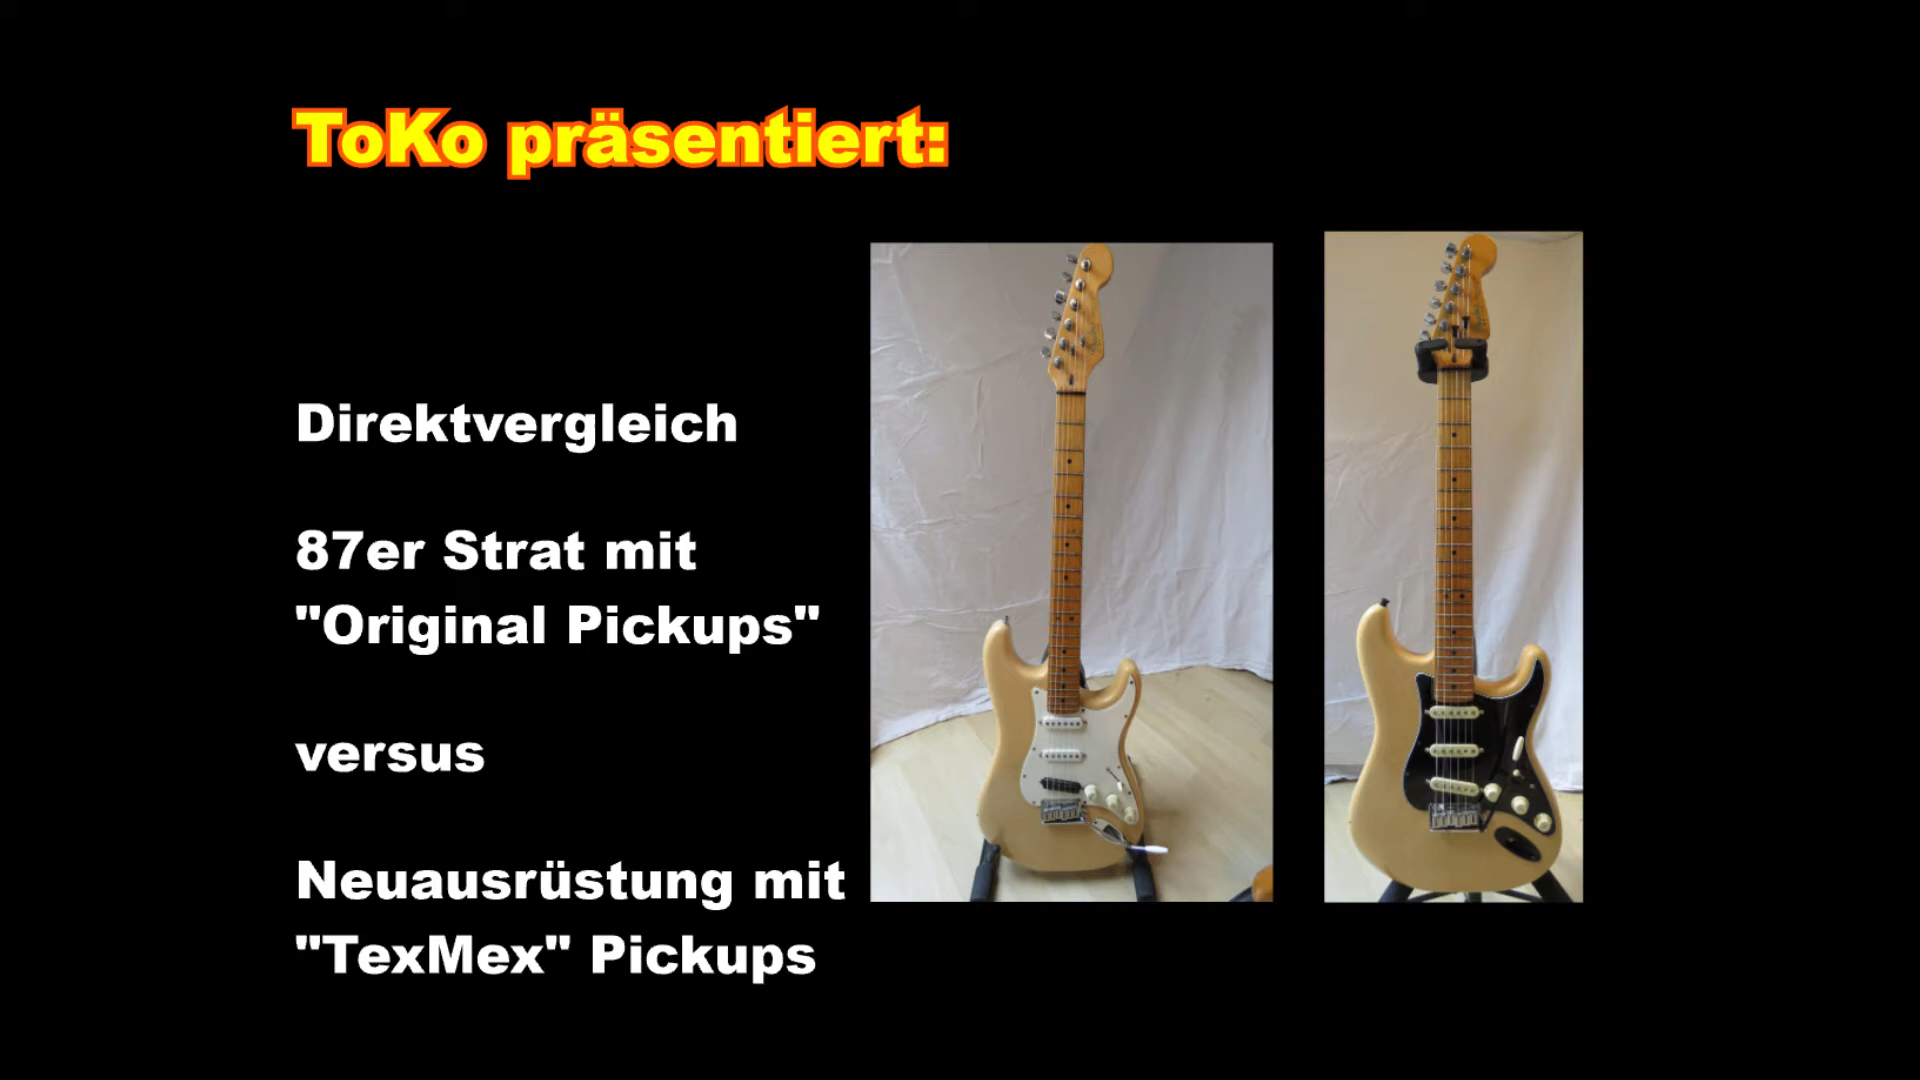 ToKo präsentiert:
Direktvergleich
87er Strat mit
"Original Pickups"
versus
Neuausrüstung mit
"TexMex" Pickups